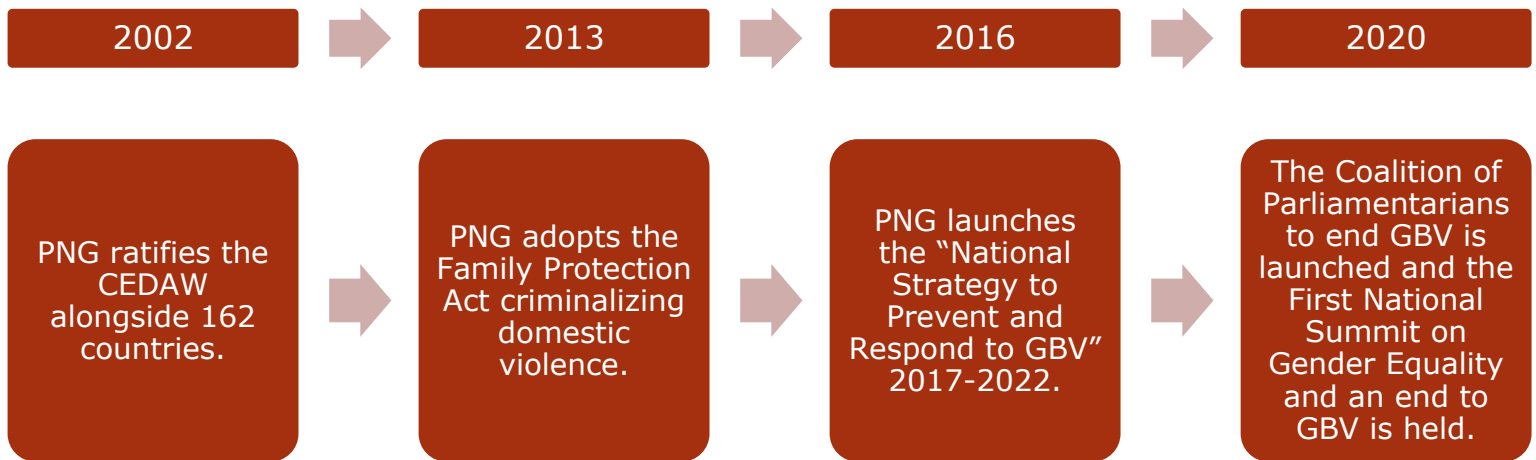 2002
2013
2016
2020
PNG ratifies the
CEDAW
alongside 162
countries.
PNG adopts the
Family Protection
Act criminalizing
domestic
violence.
PNG launches
the “National
Strategy to
Prevent and
Respond to GBV”
2017-2022.
The Coalition of
Parliamentarians
to end GBV is
launched and the
First National
Summit on
Gender Equality
and an end to
GBV is held.